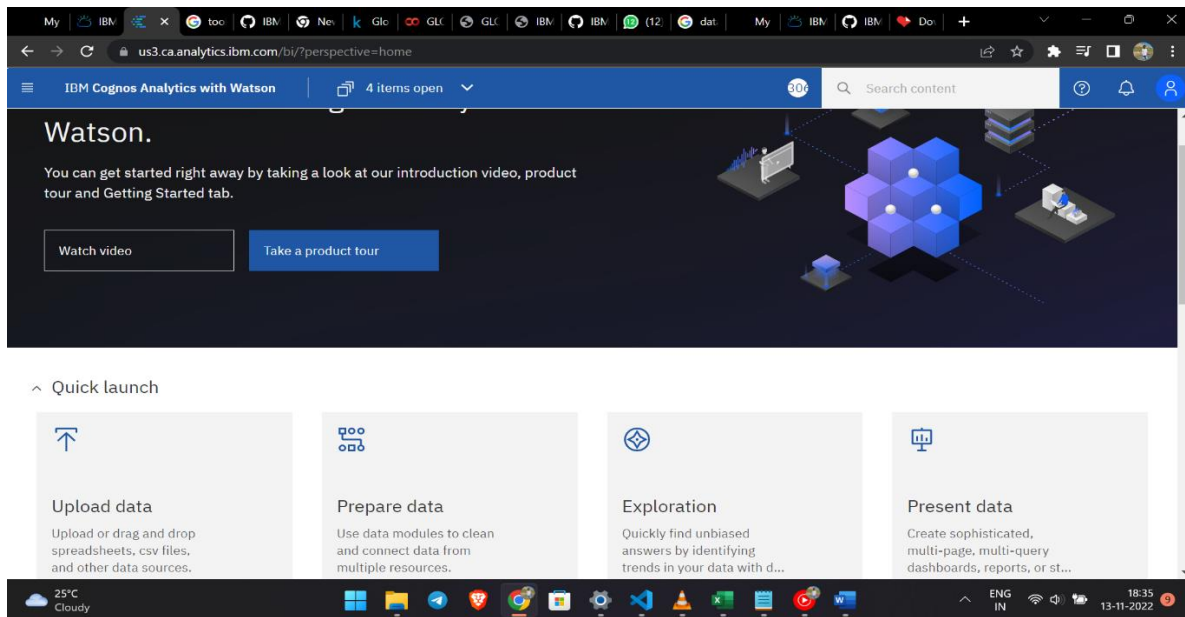 My IBM too IBM Nev Glo GLC GLC IBM IBM (12) dat My IBM IBM Do
us3.ca.analytics.ibm.com/bi/?perspective=home
IBM Cognos Analytics with Watson 4 items open Search content
Watson.
You can get started right away by taking a look at our introduction video, product
tour and Getting Started tab.
Watch video Take a product tour
Quick launch
Upload data
Upload or drag and drop
spreadsheets, csv files,
and other data sources.
Prepare data
Use data modules to clean
and connect data from
multiple resources.
Exploration
Quickly find unbiased
answers by identifying
trends in your data with d...
Present data
Create sophisticated,
multi-page, multi-query
dashboards, reports, or st...
25°C
Cloudy
ENG
IN
18:35
13-11-2022
9